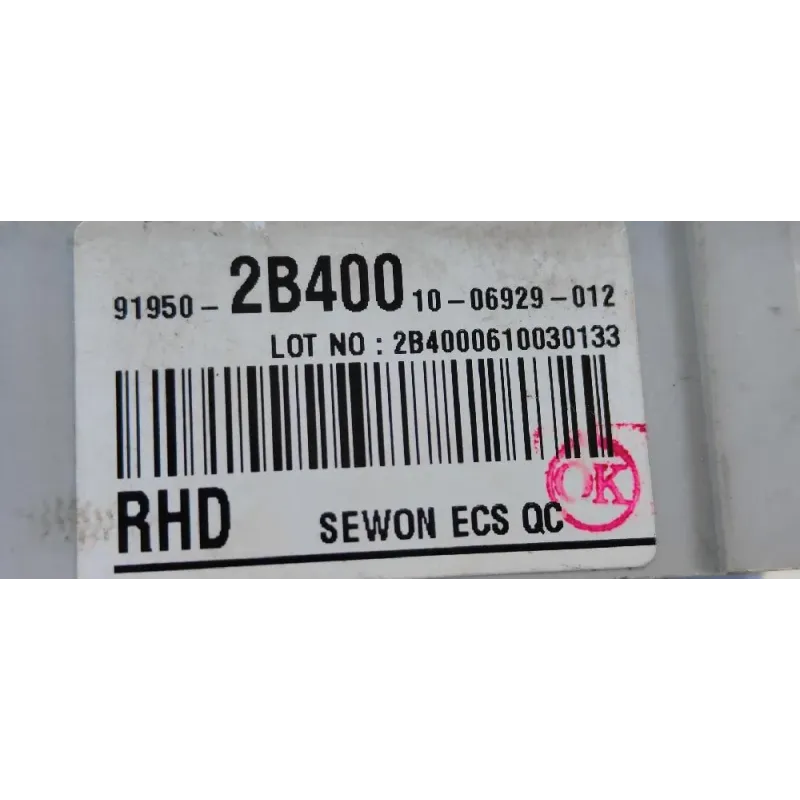 91950- 2B400 10-06929-012
LOT NO : 2B4000610030133
RHD SEWON ECS QC OK